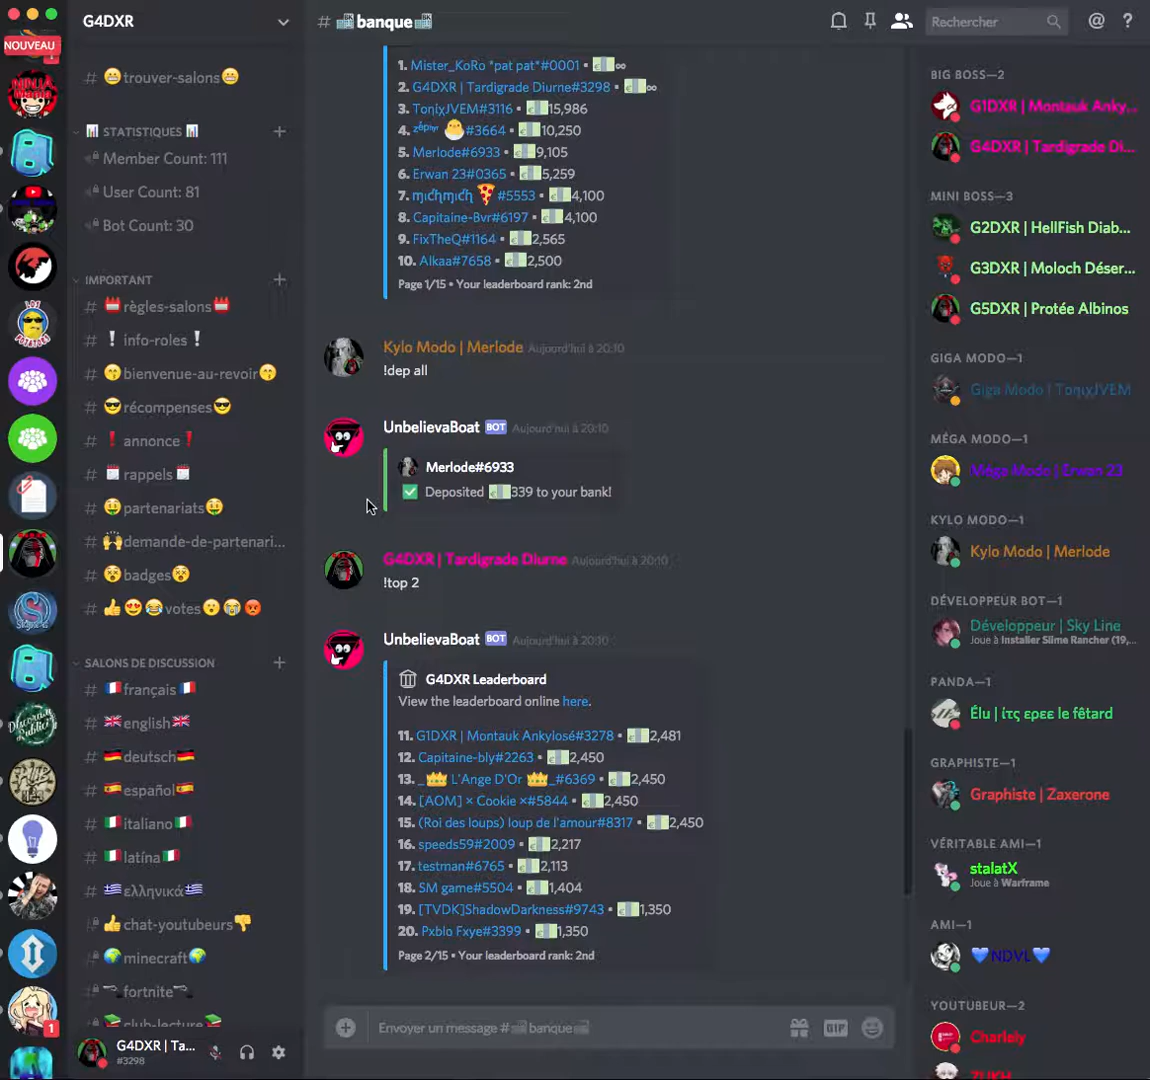 G4DXR
NOUVEAU
# 😬trouver-salons😬
📊 STATISTIQUES 📊
Member Count: 111
User Count: 81
Bot Count: 30
IMPORTANT
# 📛règles-salons📛
# ❕info-roles❕
# 😙bienvenue-au-revoir😙
# 😎récompenses😎
# ❗annonce❗
# 🗓rappels🗓
# 🤑partenariats🤑
# 🙌demande-de-partenari...
# 😵badges😵
# 👍😍😂votes😮😭😡
SALONS DE DISCUSSION
# 🇫🇷français🇫🇷
# 🇬🇧english🇬🇧
# 🇩🇪deutsch🇩🇪
# 🇪🇸español🇪🇸
# 🇮🇹italiano🇮🇹
# 🇮🇹latína🇮🇹
# 🇬🇷ελληνικά🇬🇷
# 👍chat-youtubeurs👎
# 🌍minecraft🌍
# 🔫fortnite🔫
# 📚club-lecture📚
G4DXR | Ta...
#3298
1
# 🏦banque🏦
Rechercher
1. Mister_KoRo *pat pat*#0001 • 💶∞
2. G4DXR | Tardigrade Diurne#3298 • 💶∞
3. ToηίχJVEM#3116 • 💶15,986
4. ᶻᵉ́ᵖʰʸʳ 🐣#3664 • 💶10,250
5. Merlode#6933 • 💶9,105
6. Erwan 23#0365 • 💶5,259
7. ɱıƈɧɱıƈɧ 🍕#5553 • 💶4,100
8. Capitaine-Bvr#6197 • 💶4,100
9. FixTheQ#1164 • 💶2,565
10. Alkaa#7658 • 💶2,500
Page 1/15 • Your leaderboard rank: 2nd
Kylo Modo | Merlode Aujourd'hui à 20:10
!dep all
UnbelievaBoat BOT Aujourd'hui à 20:10
Merlode#6933
✅ Deposited 💶339 to your bank!
G4DXR | Tardigrade Diurne Aujourd'hui à 20:10
!top 2
UnbelievaBoat BOT Aujourd'hui à 20:10
G4DXR Leaderboard
View the leaderboard online here.
11. G1DXR | Montauk Ankylosé#3278 • 💶2,481
12. Capitaine-bly#2263 • 💶2,450
13. _👑 L'Ange D'Or 👑_#6369 • 💶2,450
14. [AOM] × Cookie ×#5844 • 💶2,450
15. (Roi des loups) loup de l'amour#8317 • 💶2,450
16. speeds59#2009 • 💶2,217
17. testman#6765 • 💶2,113
18. SM game#5504 • 💶1,404
19. [TVDK]ShadowDarkness#9743 • 💶1,350
20. Pxblo Fxye#3399 • 💶1,350
Page 2/15 • Your leaderboard rank: 2nd
Envoyer un message #🏦banque🏦
GIF
BIG BOSS—2
G1DXR | Montauk Anky...
G4DXR | Tardigrade Di...
MINI BOSS—3
G2DXR | HellFish Diab...
G3DXR | Moloch Déser...
G5DXR | Protée Albinos
GIGA MODO—1
Giga Modo | ToηίχJVEM
MÉGA MODO—1
Méga Modo | Erwan 23
KYLO MODO—1
Kylo Modo | Merlode
DÉVELOPPEUR BOT—1
Développeur | Sky Line
Joue à Installer Slime Rancher (19,...
PANDA—1
Élu | ίτς ερεε le fêtard
GRAPHISTE—1
Graphiste | Zaxerone
VÉRITABLE AMI—1
stalatX
Joue à Warframe
AMI—1
💙NDVL💙
YOUTUBEUR—2
Charlely
ZUKH